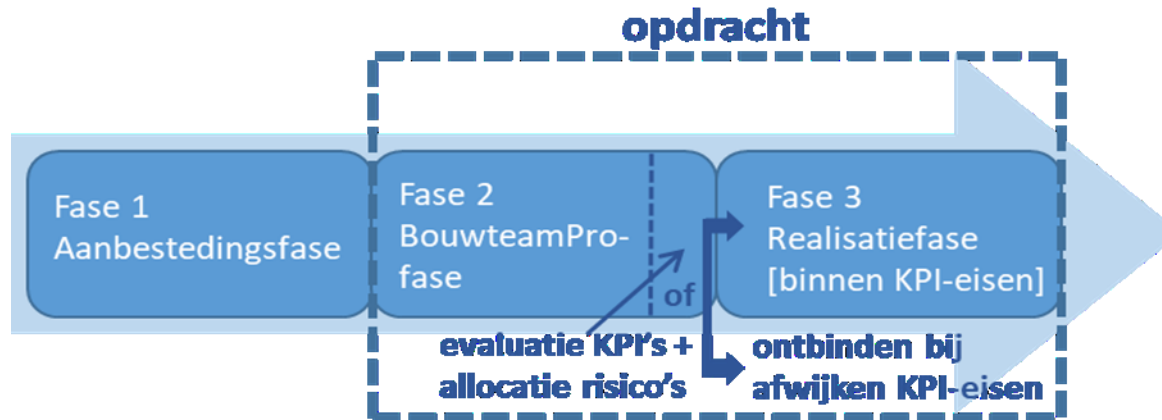 opdracht
Fase 1
Aanbestedingsfase
Fase 2
BouwteamPro-
fase
of
Fase 3
Realisatiefase
[binnen KPI-eisen]
evaluatie KPI's +
allocatie risico's
ontbinden bij
afwijken KPI-eisen